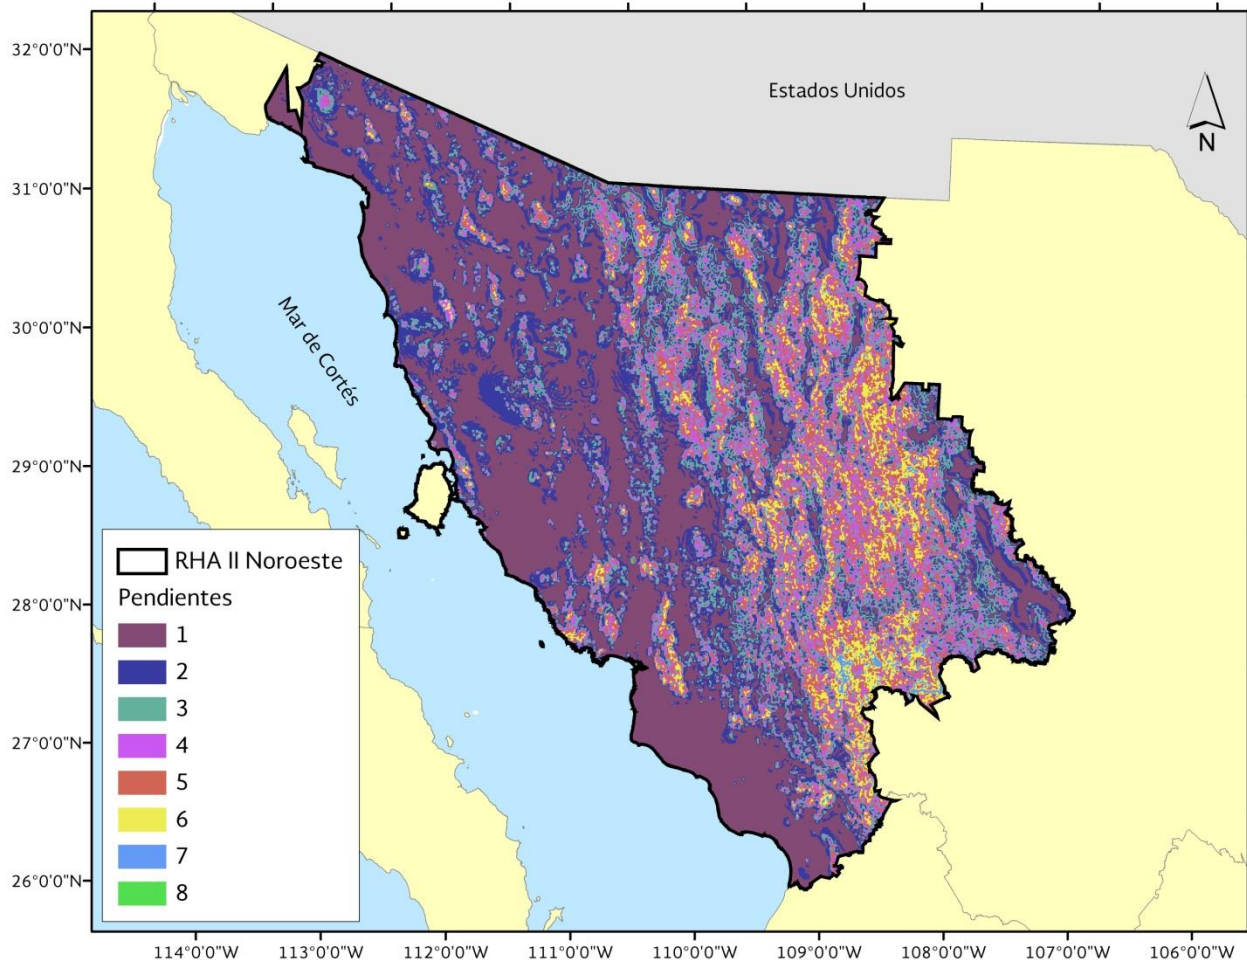 32°0'0"N
31°0'0"N
30°0'0"N
29°0'0"N
28°0'0"N
27°0'0"N
26°0'0"N
Estados Unidos
N
Mar de Cortés
RHA II Noroeste
Pendientes
1
2
3
4
5
6
7
8
114°0'0"W
113°0'0"W
112°0'0"W
111°0'0"W
110°0'0"W
109°0'0"W
108°0'0"W
107°0'0"W
106°0'0"W